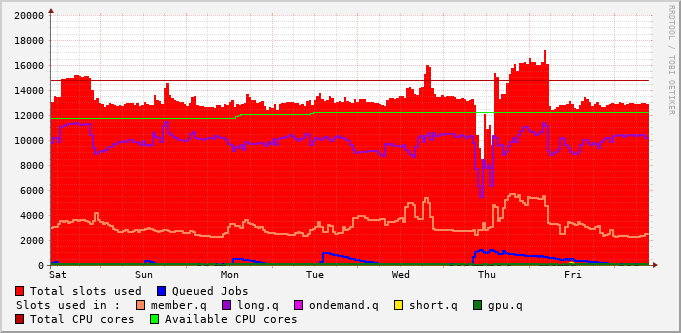 RRDTOOL / TOBI OETIKER
20000
18000
16000
14000
12000
10000
8000
6000
4000
2000
0
Sat Sun Mon Tue Wed Thu Fri
Total slots used Queued Jobs
Slots used in : member.q long.q ondemand.q short.q gpu.q
Total CPU cores Available CPU cores